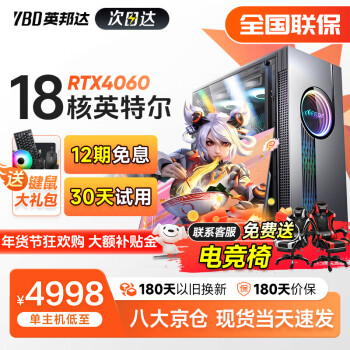 YBD英邦达 次日达
全国联保
RTX4060
18核英特尔
12期免息
30天试用
送 键鼠大礼包
年货节狂欢购 大额补贴金
联系客服 免费送
电竞椅
¥4998
单主机低至
180天以旧换新 180天价保
八大京仓 现货当天速发